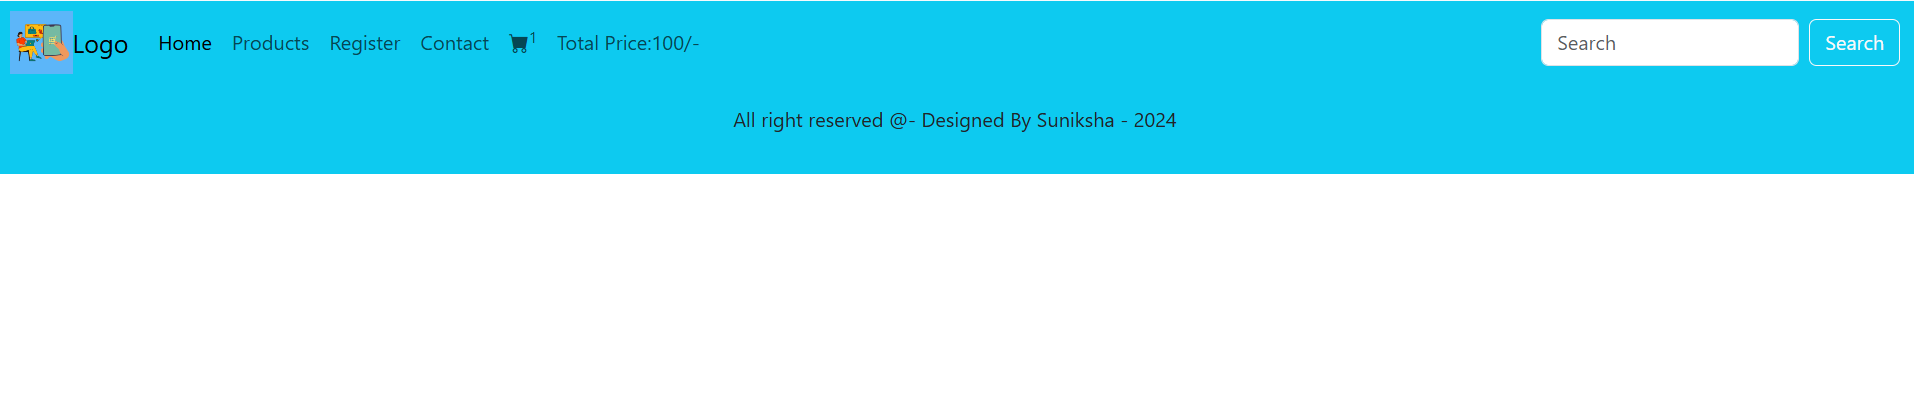 Logo Home Products Register Contact 1 Total Price:100/- Search Search
All right reserved @- Designed By Suniksha - 2024